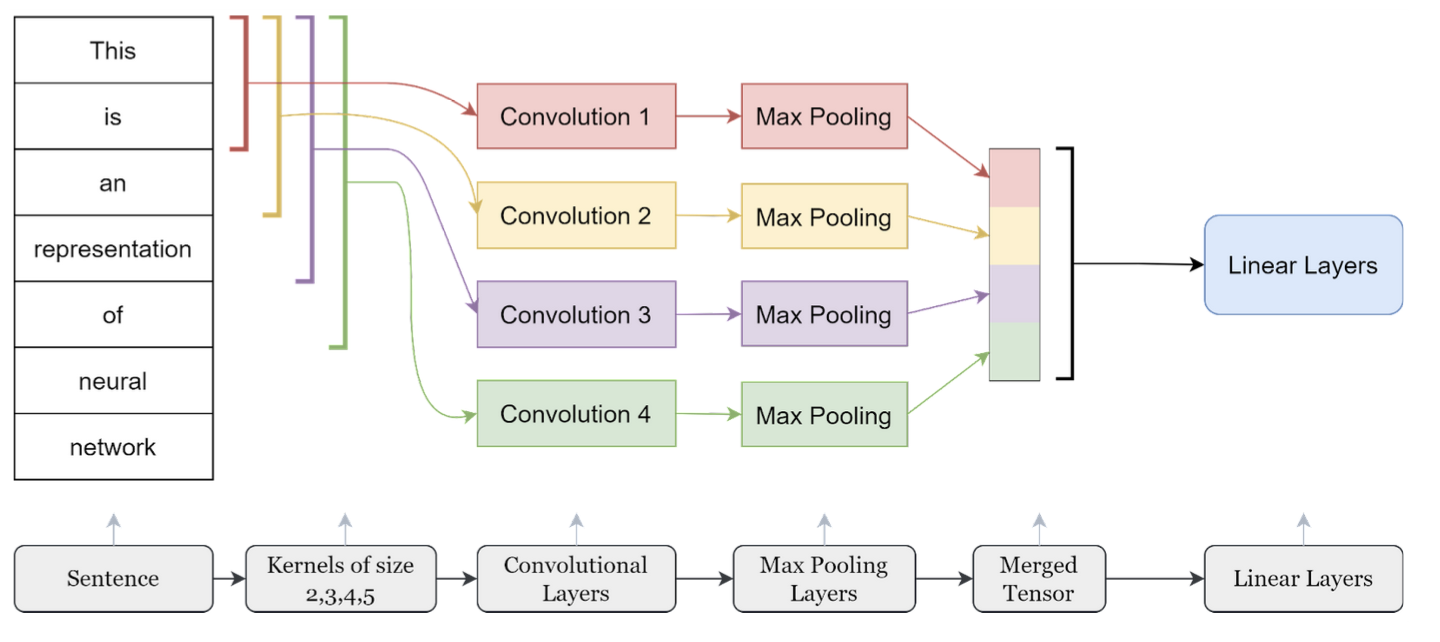 This
is
an
representation
of
neural
network
Convolution 1
Max Pooling
Convolution 2
Max Pooling
Convolution 3
Max Pooling
Convolution 4
Max Pooling
Linear Layers
Sentence
Kernels of size
2,3,4,5
Convolutional
Layers
Max Pooling
Layers
Merged
Tensor
Linear Layers